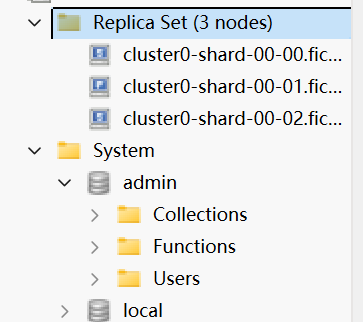 Replica Set (3 nodes)
cluster0-shard-00-00.fic...
cluster0-shard-00-01.fic...
cluster0-shard-00-02.fic...
System
admin
Collections
Functions
Users
local